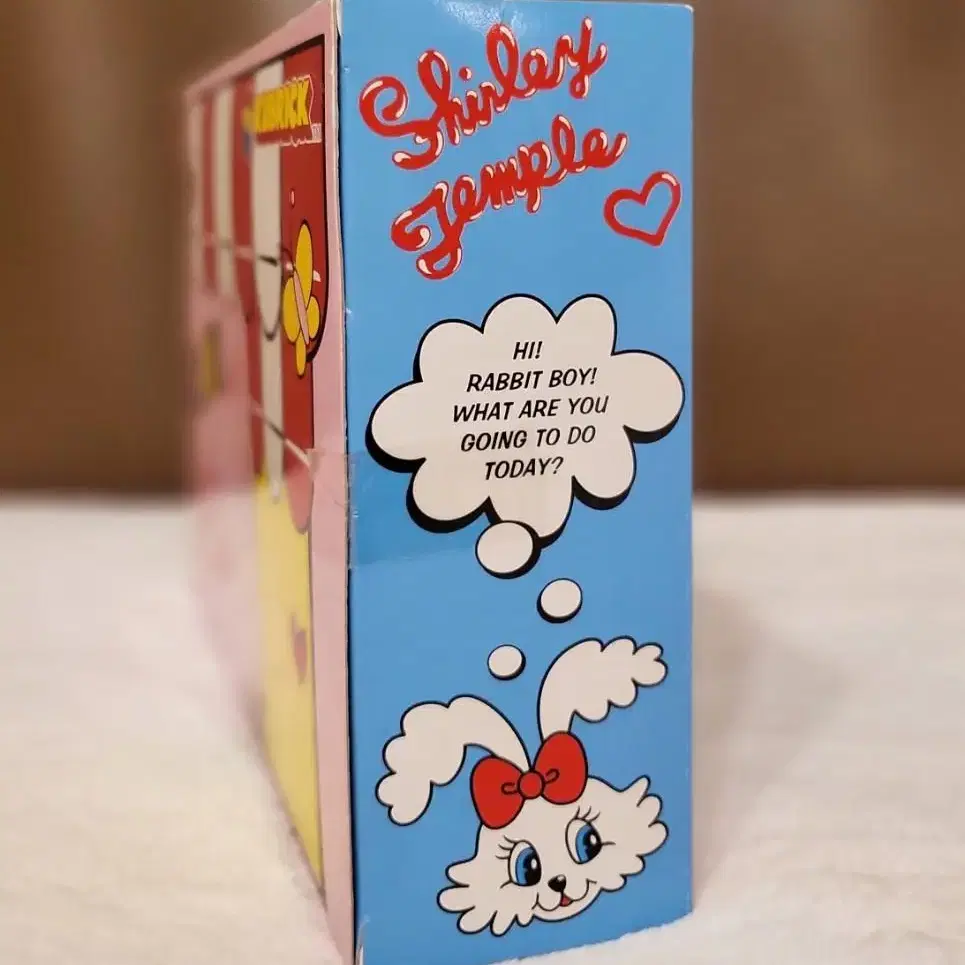 Shirley
Temple
HI!
RABBIT BOY!
WHAT ARE YOU
GOING TO DO
TODAY?